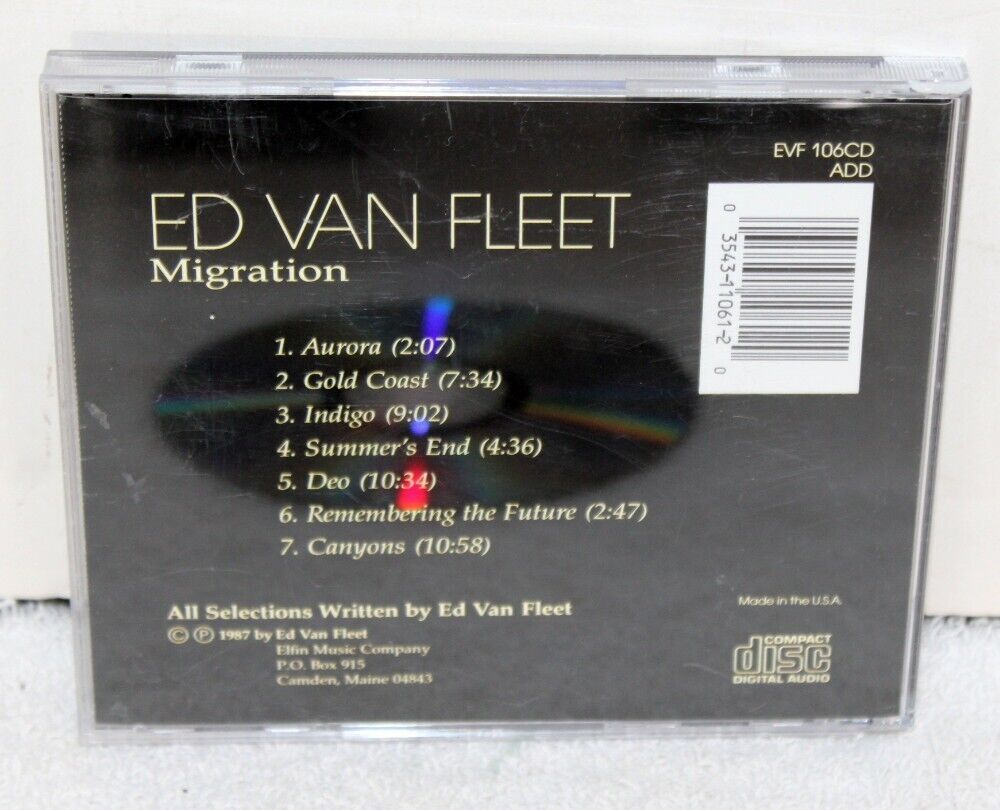 EVF 106CD
ADD
ED VAN FLEET
Migration
0 3543-11061-2 0
1. Aurora (2:07)
2. Gold Coast (7:34)
3. Indigo (9:02)
4. Summer's End (4:36)
5. Deo (10:34)
6. Remembering the Future (2:47)
7. Canyons (10:58)
All Selections Written by Ed Van Fleet
© ℗ 1987 by Ed Van Fleet
Elfin Music Company
P.O. Box 915
Camden, Maine 04843
Made in the U.S.A.
COMPACT
disc
DIGITAL AUDIO